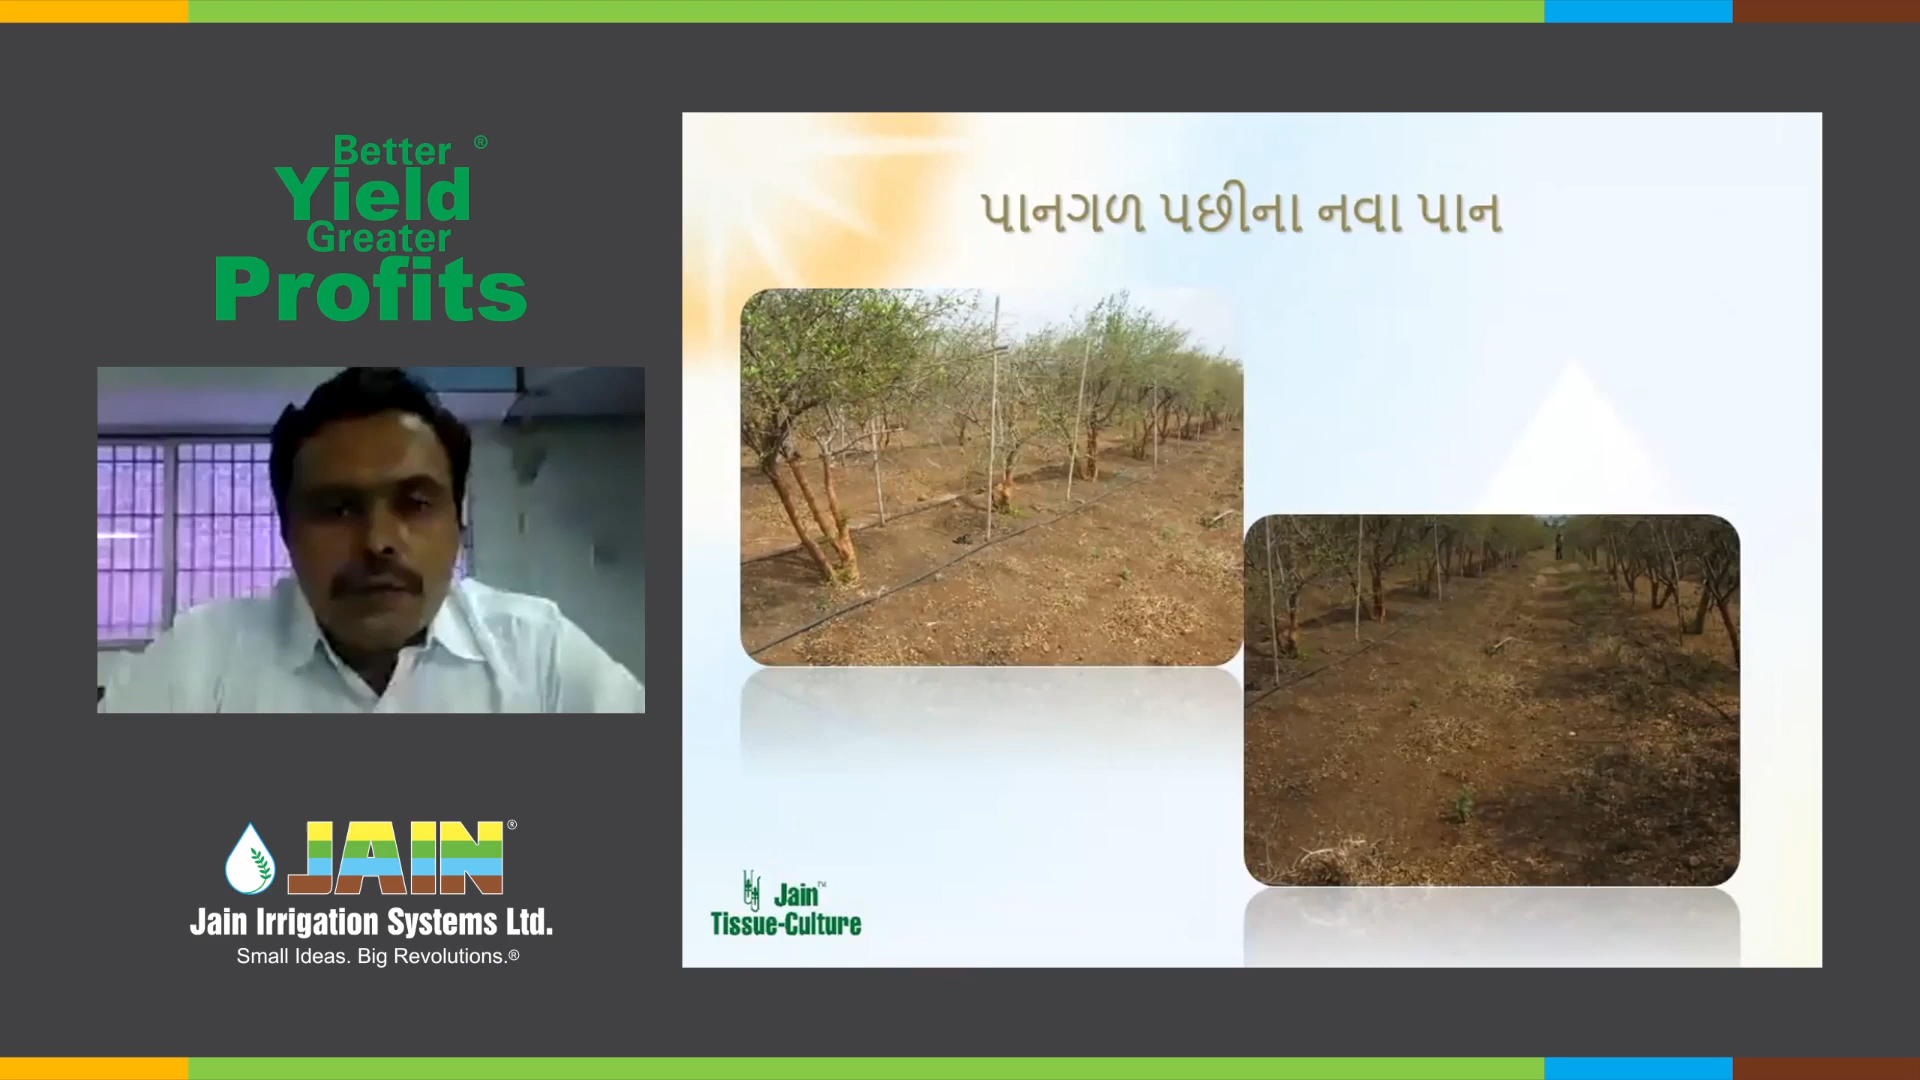 Better ®
Yield
Greater
Profits
પાનગળ પછીના નવા પાન
JAIN®
Jain Irrigation Systems Ltd.
Small Ideas. Big Revolutions.®
Jain™
Tissue-Culture